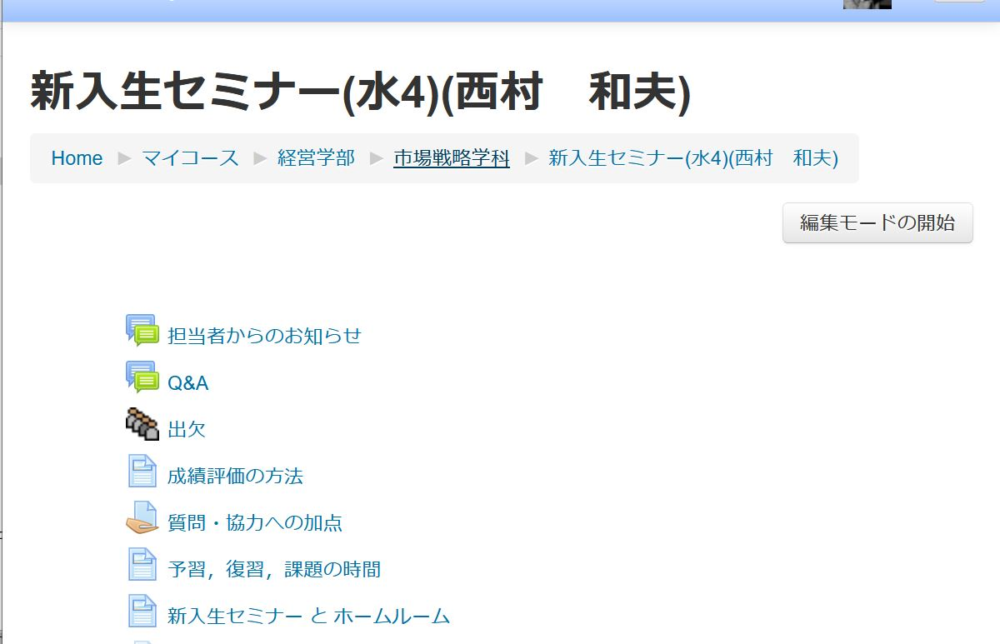 新入生セミナー(水4)(西村　和夫)
Home ▶ マイコース ▶ 経営学部 ▶ 市場戦略学科 ▶ 新入生セミナー(水4)(西村　和夫)
編集モードの開始
担当者からのお知らせ
Q&A
出欠
成績評価の方法
質問・協力への加点
予習，復習，課題の時間
新入生セミナー と ホームルーム